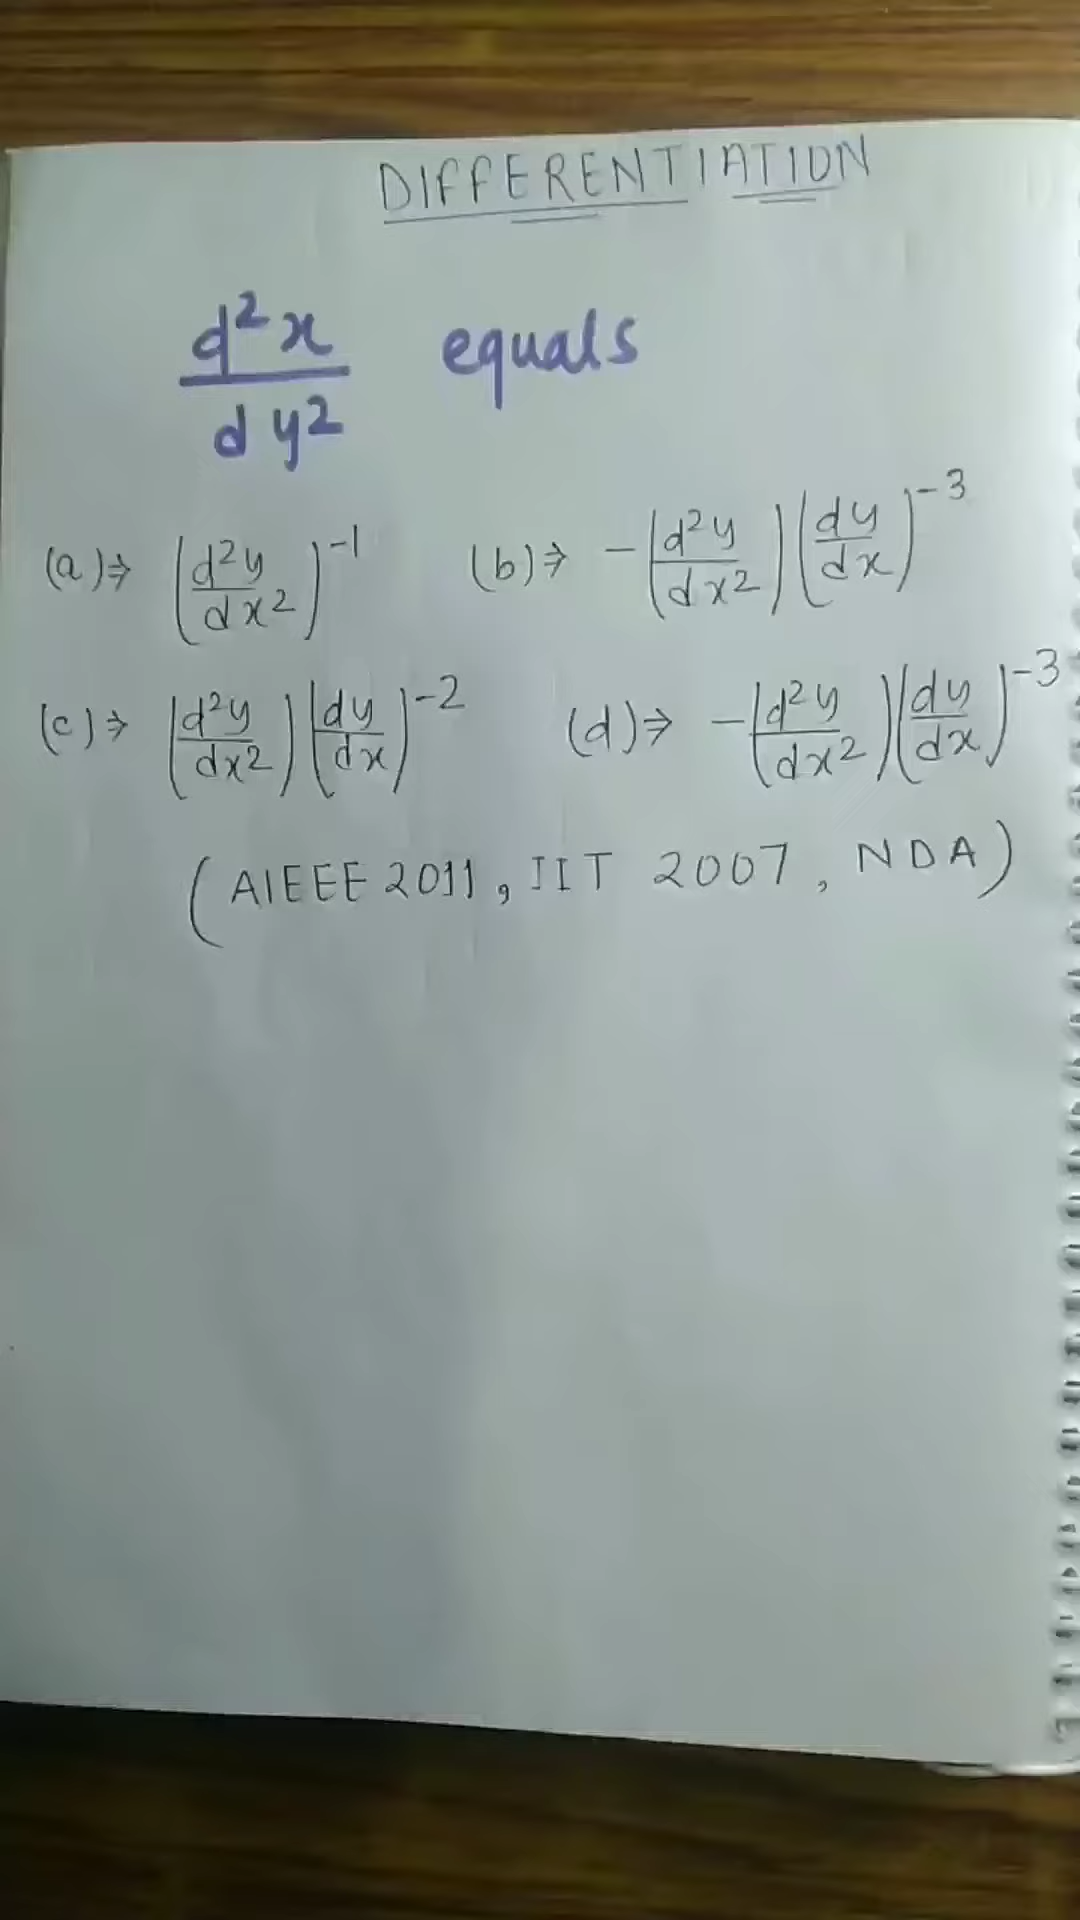 DIFFERENTIATION
d²x/dy² equals
(a)⇒ (d²y/dx²)⁻¹ (b)⇒ -(d²y/dx²)(dy/dx)⁻³
(c)⇒ (d²y/dx²)(dy/dx)⁻² (d)⇒ -(d²y/dx²)(dy/dx)⁻³
(AIEEE 2011, IIT 2007, NDA)